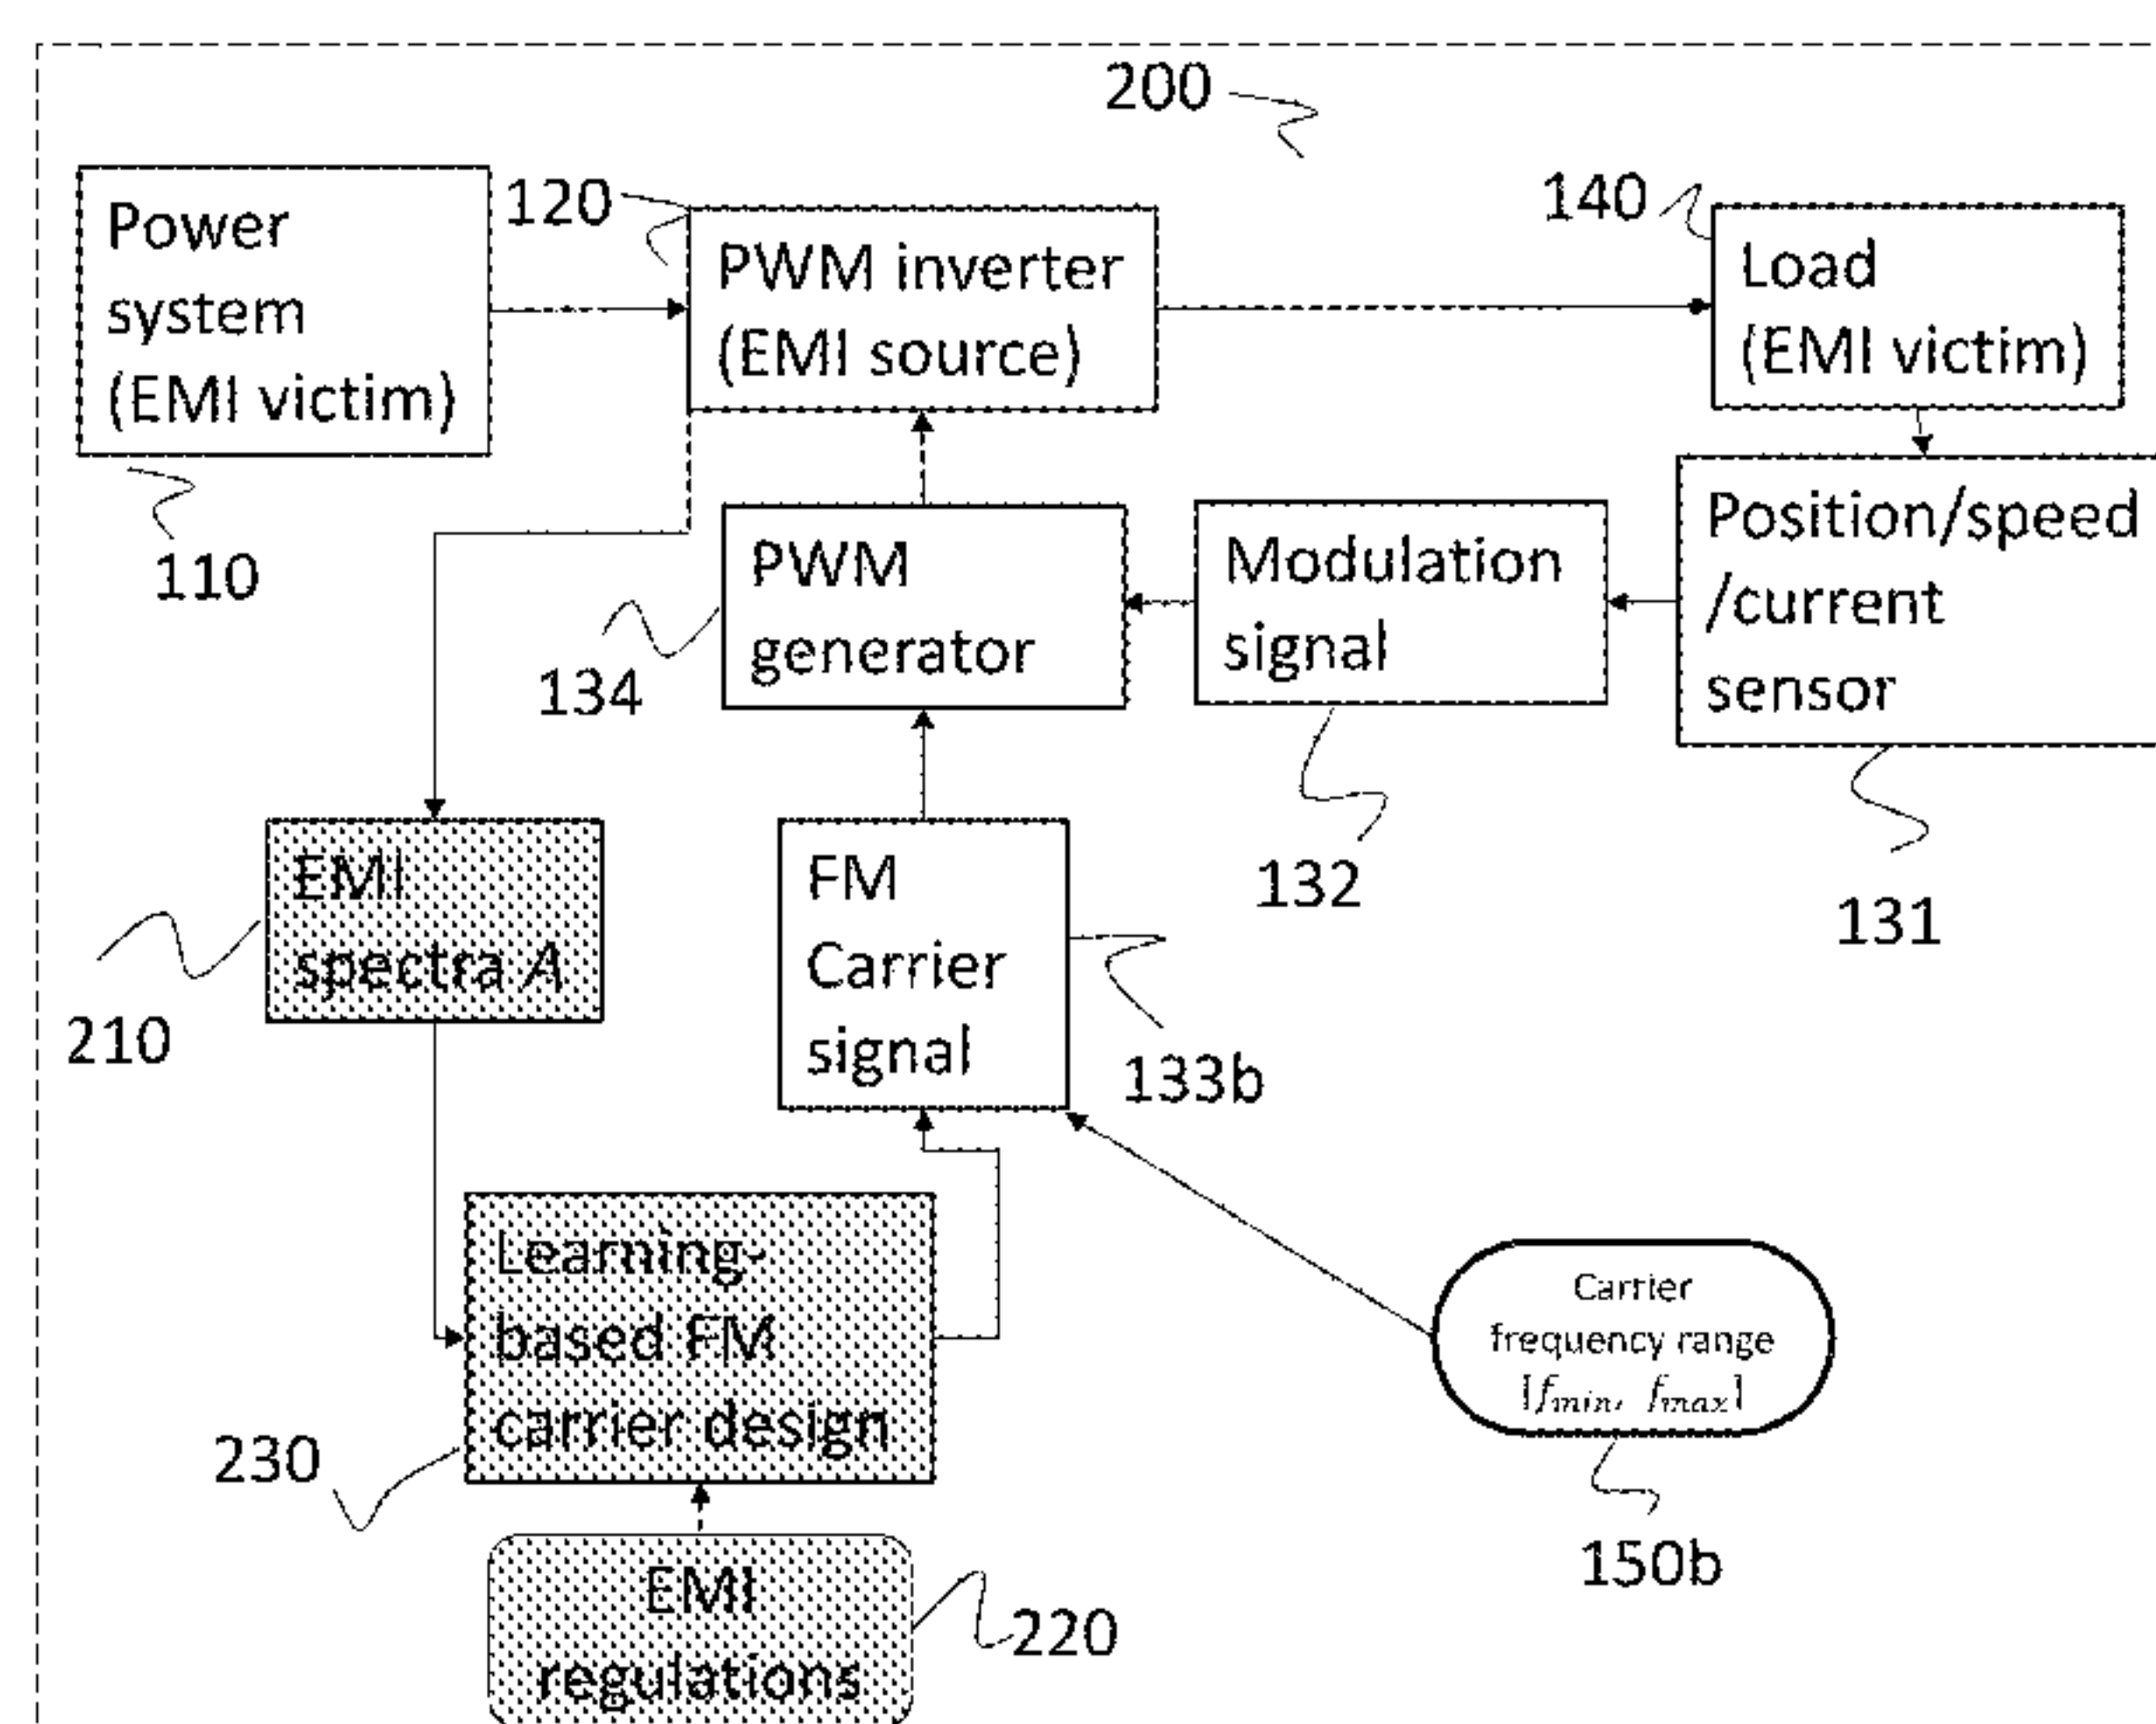 200
Power
system
(EMI victim)
110
120
PWM inverter
(EMI source)
140
Load
(EMI victim)
PWM
generator
134
Modulation
signal
132
Position/speed
/current
sensor
131
EMI
spectra A
210
FM
Carrier
signal
133b
Learning-
based FM
carrier design
230
Carrier
frequency range
[fmin, fmax]
150b
EMI
regulations
220